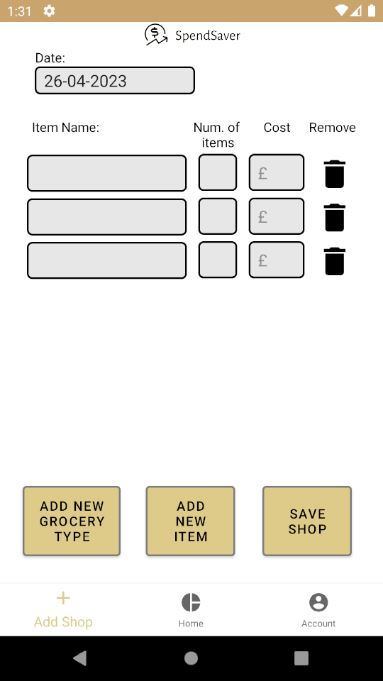 1:31
SpendSaver
Date:
26-04-2023
Item Name:
Num. of
items
Cost
Remove
£
£
£
ADD NEW
GROCERY
TYPE
ADD
NEW
ITEM
SAVE
SHOP
Add Shop
Home
Account